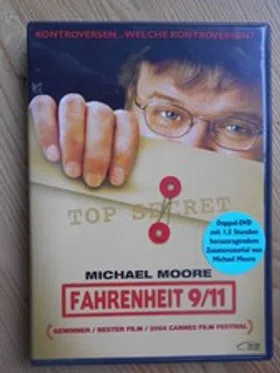 KONTROVERSEN...WELCHE KONTROVERSEN?
TOP SECRET
Doppel-DVD
mit 1,5 Stunden
herausragendem
Zusatzmaterial von
Michael Moore
MICHAEL MOORE
FAHRENHEIT 9/11
GEWINNER / BESTER FILM / 2004 CANNES FILM FESTIVAL